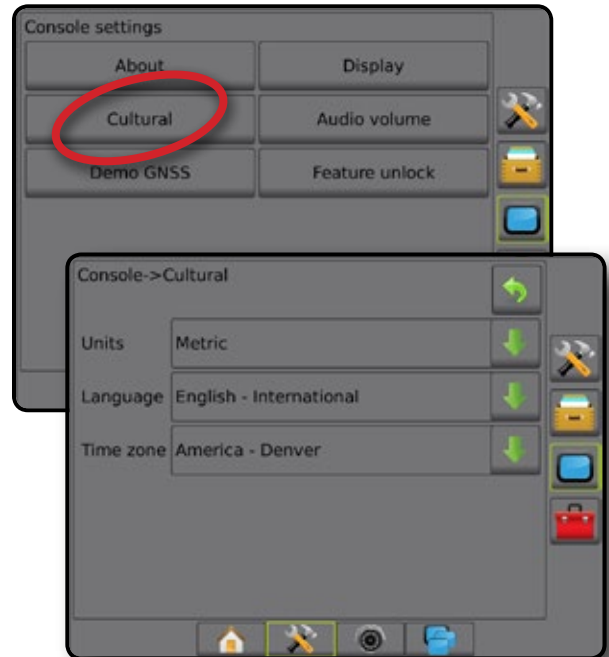 Console settings
About Display
Cultural Audio volume
Demo GNSS Feature unlock
Console->Cultural
Units Metric
Language English - International
Time zone America - Denver